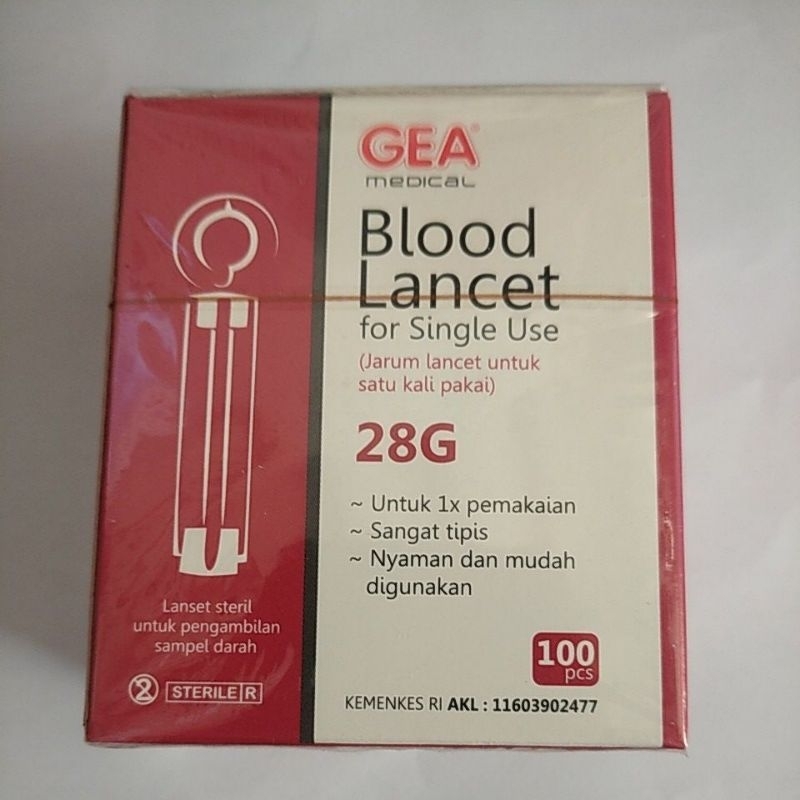 GEA®
MEDICAL
Blood
Lancet
for Single Use
(Jarum lancet untuk
satu kali pakai)
28G
~ Untuk 1x pemakaian
~ Sangat tipis
~ Nyaman dan mudah
digunakan
Lanset steril
untuk pengambilan
sampel darah
2 STERILE R
100
pcs
KEMENKES RI AKL : 11603902477